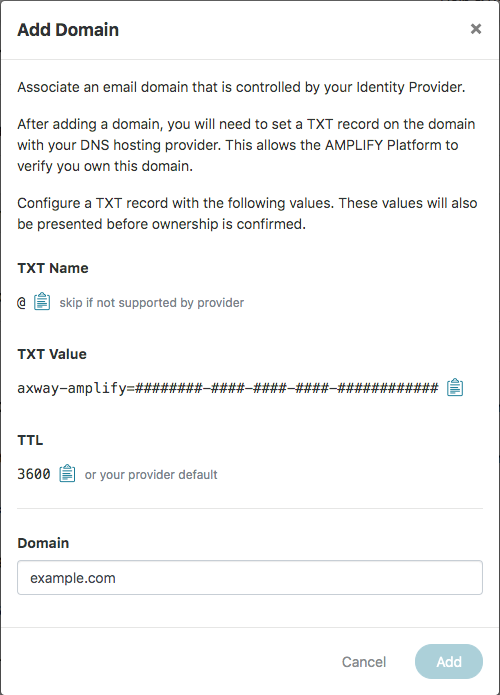 Add Domain
×
Associate an email domain that is controlled by your Identity Provider.
After adding a domain, you will need to set a TXT record on the domain
with your DNS hosting provider. This allows the AMPLIFY Platform to
verify you own this domain.
Configure a TXT record with the following values. These values will also
be presented before ownership is confirmed.
TXT Name
@ skip if not supported by provider
TXT Value
axway-amplify=########-####-####-####-############
TTL
3600 or your provider default
Domain
example.com
Cancel Add